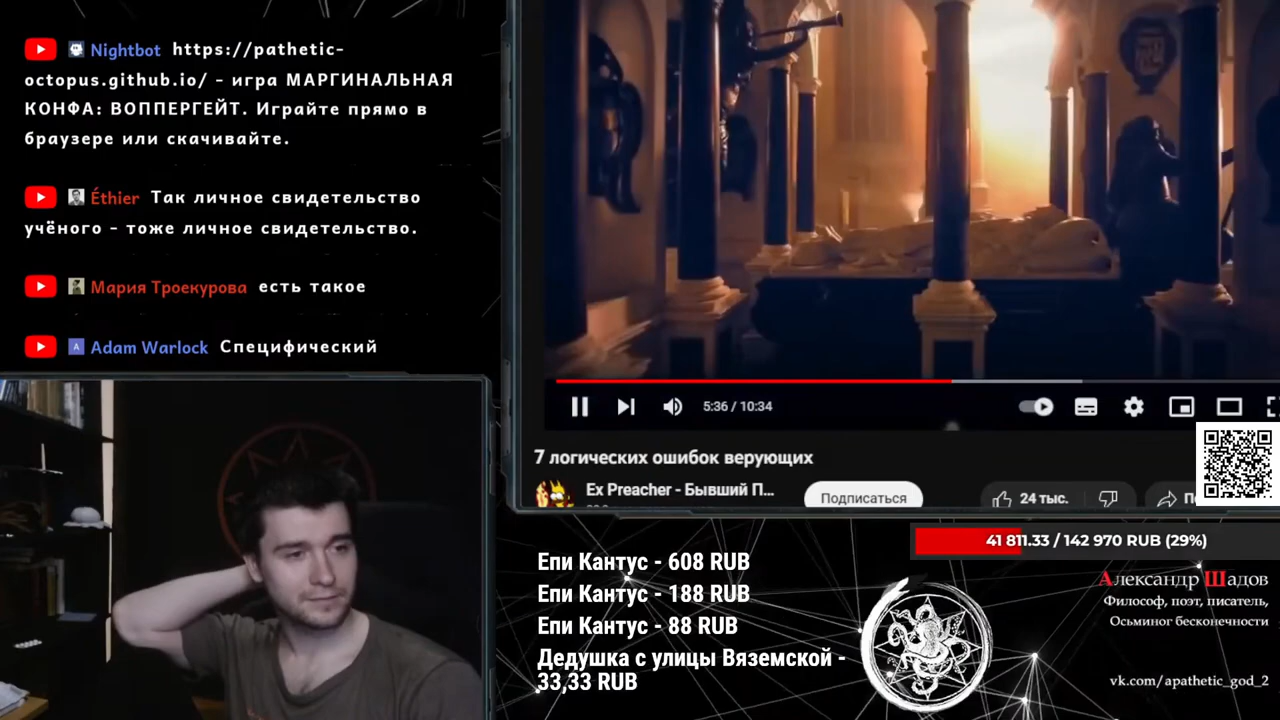 Nightbot https://pathetic-
octopus.github.io/ - игра МАРГИНАЛЬНАЯ
КОНФА: ВОППЕРГЕЙТ. Играйте прямо в
браузере или скачивайте.
Éthier Так личное свидетельство
учёного - тоже личное свидетельство.
Мария Троекурова есть такое
A Adam Warlock Специфический
5:36 / 10:34
7 логических ошибок верующих
Ex Preacher - Бывший П...
Подписаться
24 тыс.
41 811.33 / 142 970 RUB (29%)
Епи Кантус - 608 RUB
Епи Кантус - 188 RUB
Епи Кантус - 88 RUB
Дедушка с улицы Вяземской -
33,33 RUB
Александр Шадов
Философ, поэт, писатель,
Осьминог бесконечности
vk.com/apathetic_god_2